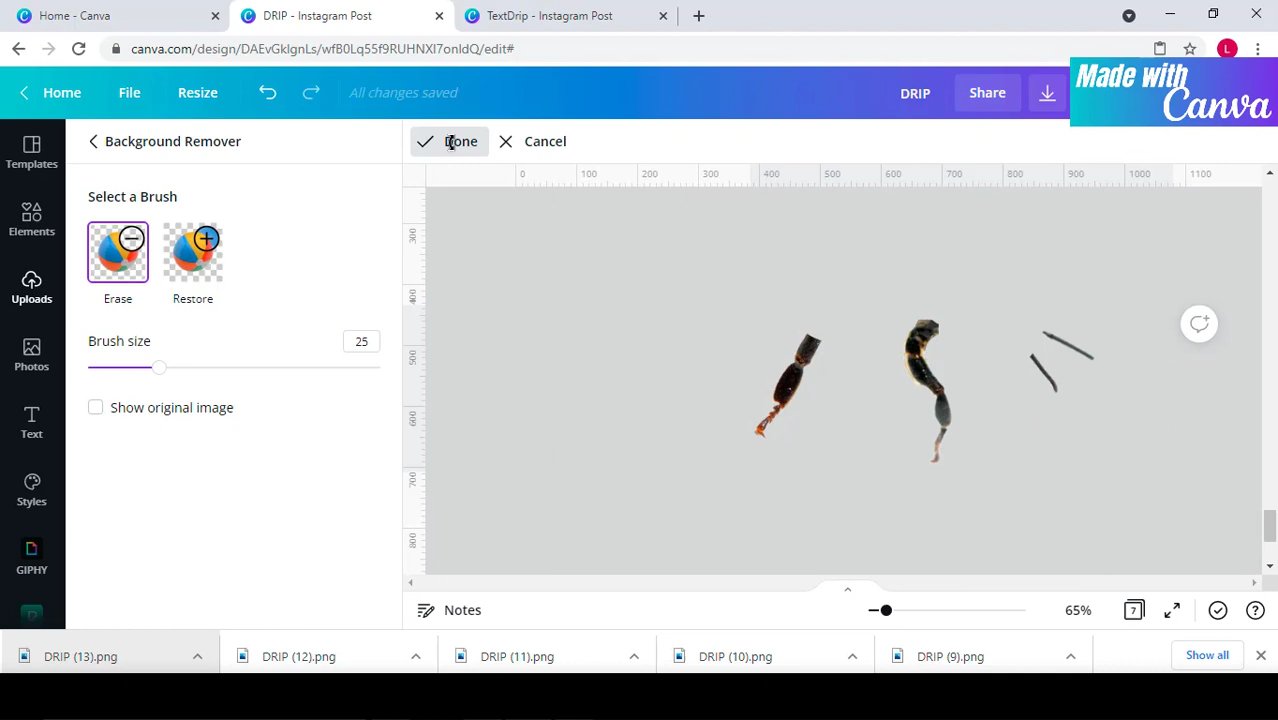 Home - Canva
DRIP - Instagram Post
TextDrip - Instagram Post
canva.com/design/DAEvGkIgnLs/wfB0Lq55f9RUHNXI7onIdQ/edit#
L
Home
File
Resize
All changes saved
DRIP
Share
Made with
Canva
Templates
Elements
Uploads
Photos
Text
Styles
GIPHY
Background Remover
Done
Cancel
Select a Brush
Erase
Restore
Brush size
25
Show original image
0 100 200 300 400 500 600 700 800 900 1000 1100
300
400
500
600
700
800
Notes
7
65%
DRIP (13).png
DRIP (12).png
DRIP (11).png
DRIP (10).png
DRIP (9).png
Show all